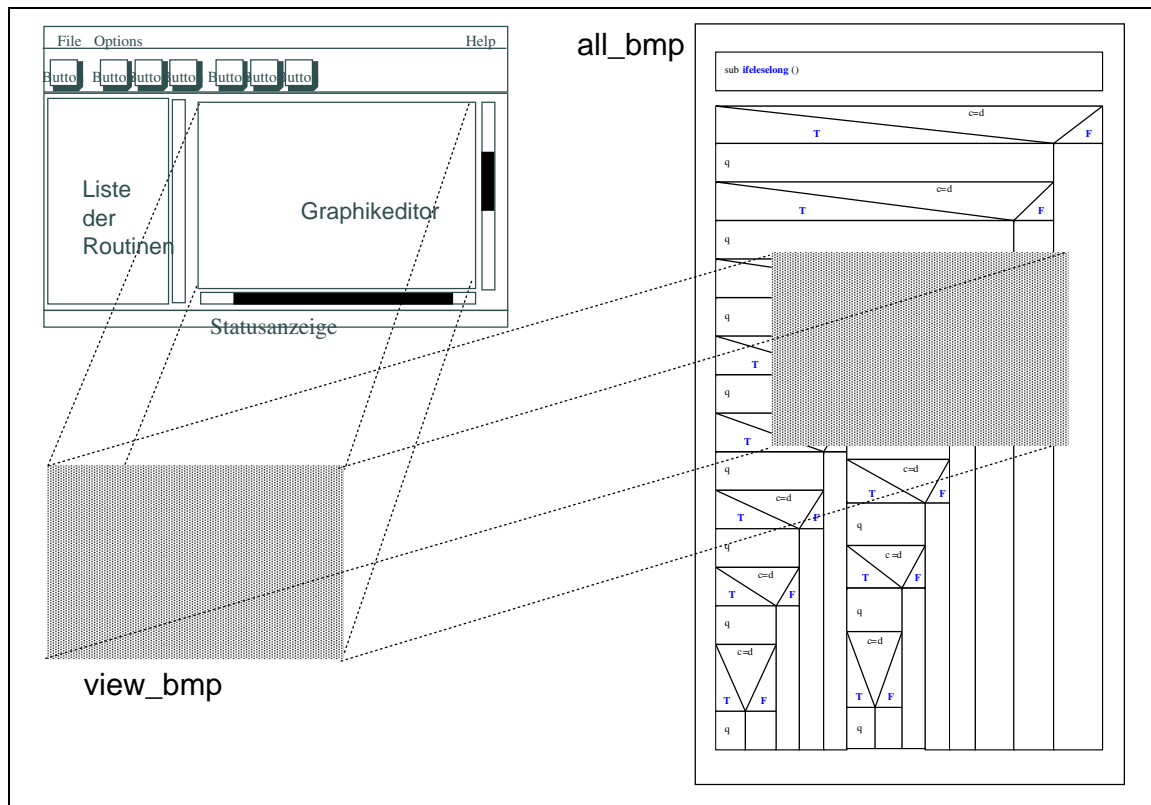 File Options Help
Butto Butto Butto Butto Butto Butto Butto
Liste
der
Routinen
Graphikeditor
Statusanzeige
view_bmp
all_bmp
sub ifeleselong ()
c=d
T F
q
c=d
T F
q
q
T
q
T
q
c=d
T F
q
c=d
T F
q
c=d
T F
q
c=d
T F
q
c=d
T F
q
c=d
T F
q